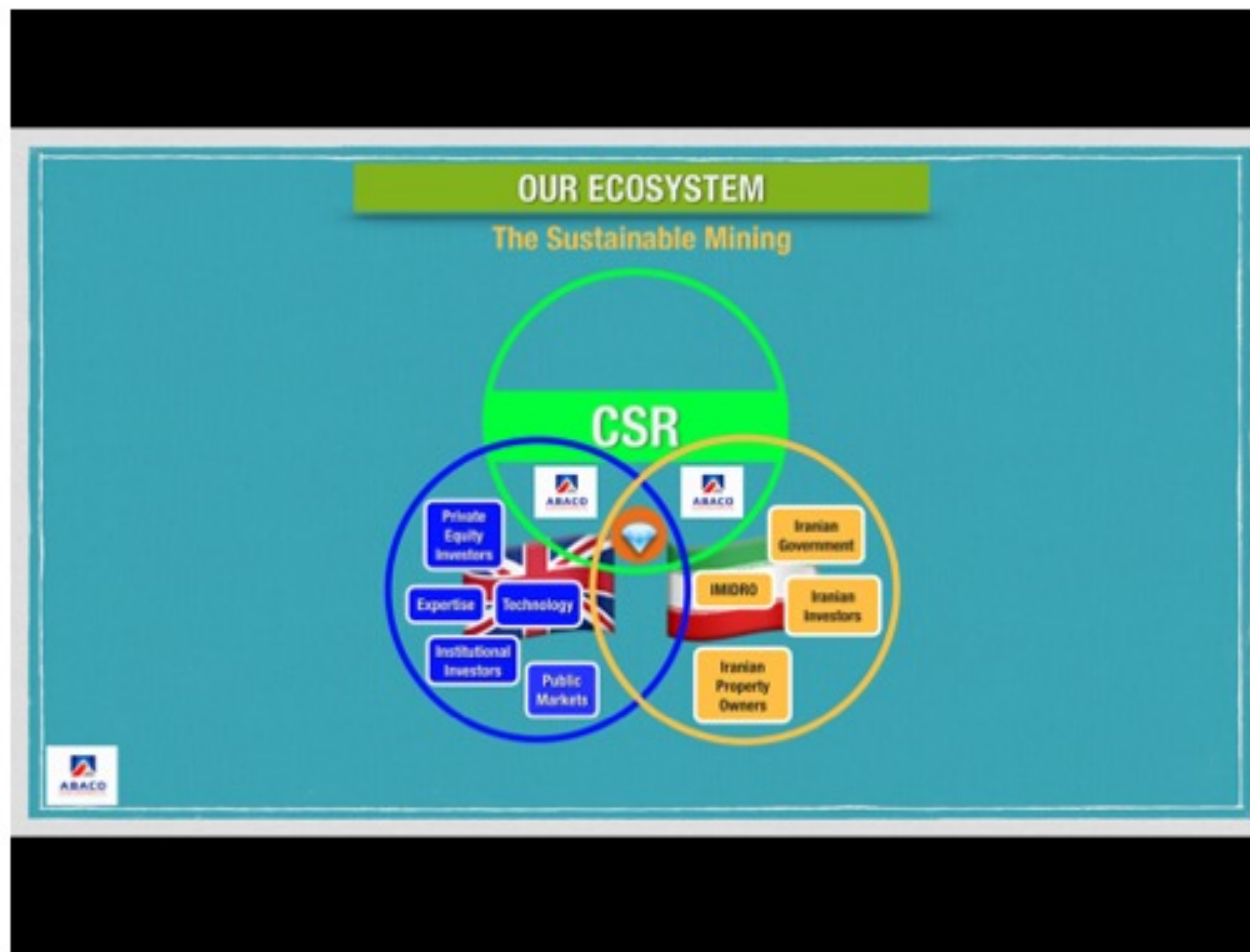 OUR ECOSYSTEM
The Sustainable Mining
CSR
ABACO
ABACO
Private
Equity
Investors
Expertise
Technology
Institutional
Investors
Public
Markets
Iranian
Government
IMIDRO
Iranian
Investors
Iranian
Property
Owners
ABACO